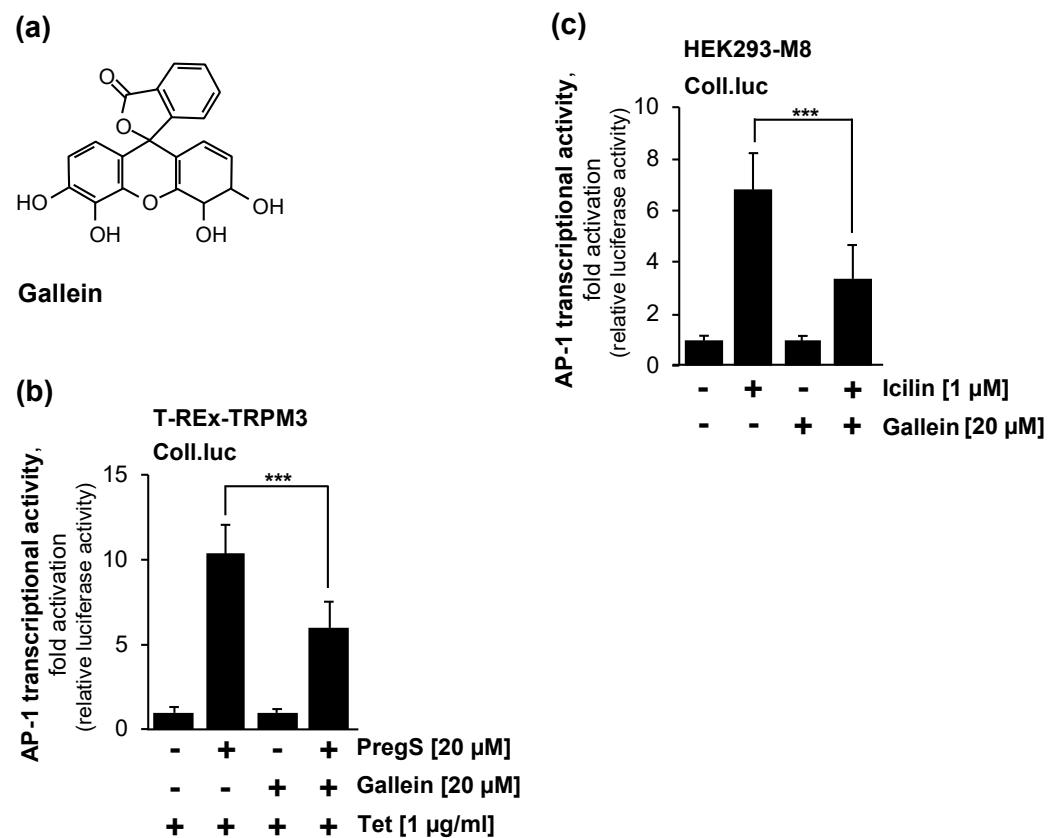 (a)
O
O
O
HO
OH
OH
OH
Gallein
(b)
T-REx-TRPM3
Coll.luc
AP-1 transcriptional activity,
fold activation
(relative luciferase activity)
15
10
5
0
***
- + - + PregS [20 µM]
- - + + Gallein [20 µM]
+ + + + Tet [1 µg/ml]
(c)
HEK293-M8
Coll.luc
AP-1 transcriptional activity,
fold activation
(relative luciferase activity)
10
8
6
4
2
0
***
- + - + Icilin [1 µM]
- - + + Gallein [20 µM]